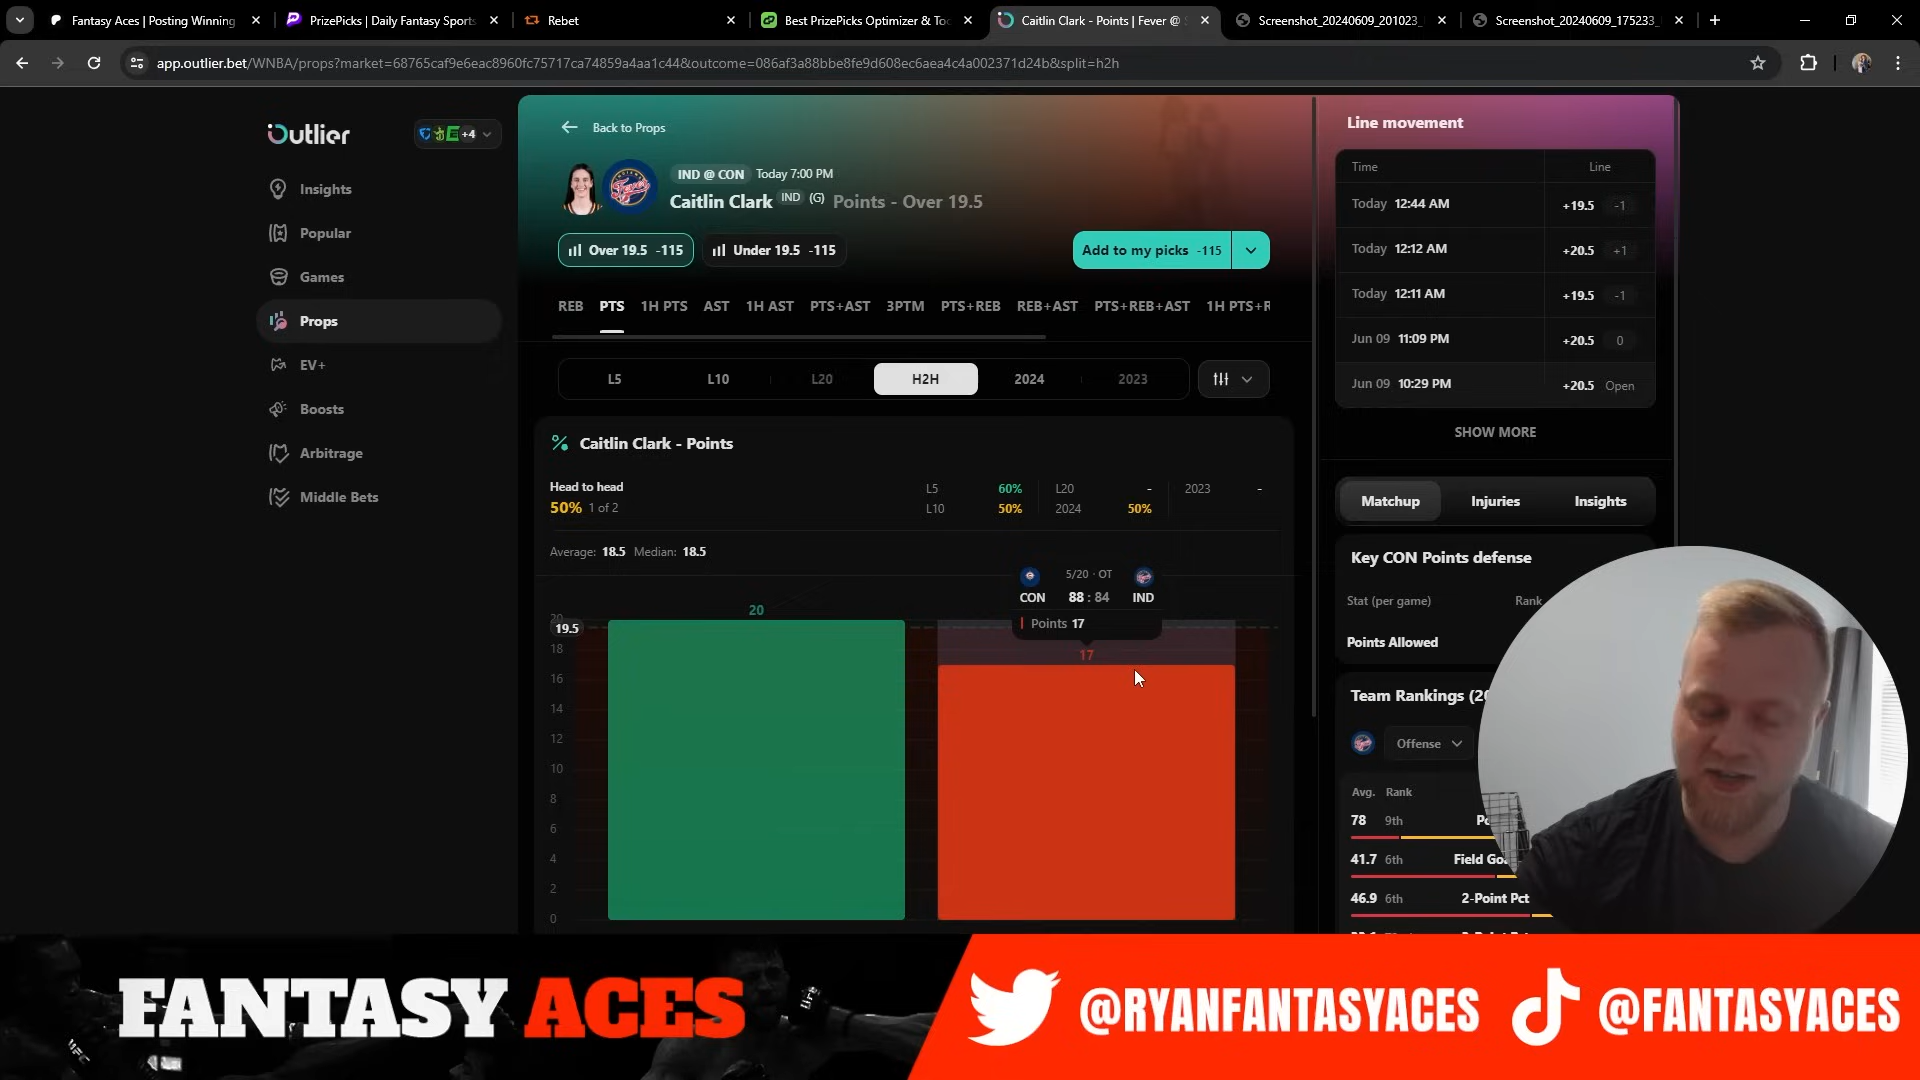 Fantasy Aces | Posting Winning
PrizePicks | Daily Fantasy Sports
Rebet
Best PrizePicks Optimizer & Too
Caitlin Clark - Points | Fever @
Screenshot_20240609_201023_
Screenshot_20240609_175233_
app.outlier.bet/WNBA/props?market=68765caf9e6eac8960fc75717ca74859a4aa1c44&outcome=086af3a88bbe8fe9d608ec6aea4c4a002371d24b&split=h2h
Outlier
+4
Insights
Popular
Games
Props
EV+
Boosts
Arbitrage
Middle Bets
Back to Props
IND @ CON Today 7:00 PM
Caitlin Clark IND (G) Points - Over 19.5
Over 19.5 -115
Under 19.5 -115
Add to my picks -115
REB PTS 1H PTS AST 1H AST PTS+AST 3PTM PTS+REB REB+AST PTS+REB+AST 1H PTS+R
L5 L10 L20 H2H 2024 2023
Caitlin Clark - Points
Head to head
50% 1 of 2
L5 60% L20 - 2023 -
L10 50% 2024 50%
Average: 18.5 Median: 18.5
5/20 · OT
CON 88 : 84 IND
Points 17
20
17
20
19.5
18
16
14
12
10
8
6
4
2
0
Line movement
Time Line
Today 12:44 AM +19.5 -1
Today 12:12 AM +20.5 +1
Today 12:11 AM +19.5 -1
Jun 09 11:09 PM +20.5 0
Jun 09 10:29 PM +20.5 Open
SHOW MORE
Matchup Injuries Insights
Key CON Points defense
Stat (per game) Rank
Points Allowed
Team Rankings (20
Offense
Avg. Rank
78 9th Po
41.7 6th Field Goa
46.9 6th 2-Point Pct
FANTASY ACES
@RYANFANTASYACES
@FANTASYACES